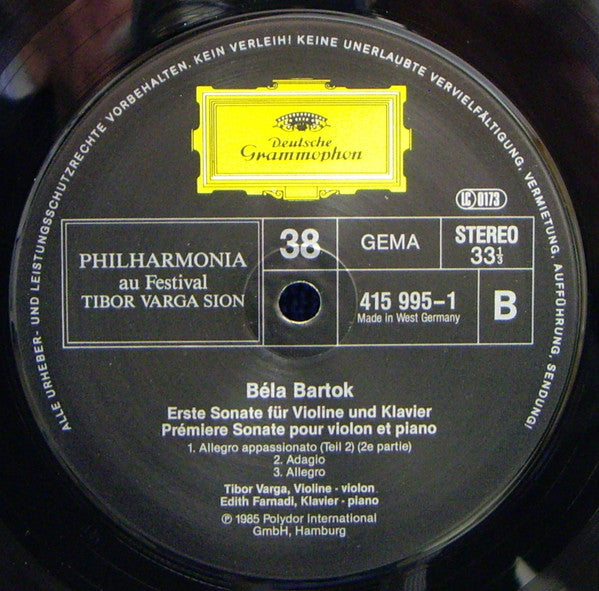 ALLE URHEBER- UND LEISTUNGSSCHUTZRECHTE VORBEHALTEN. KEIN VERLEIH! KEINE UNERLAUBTE VERVIELFÄLTIGUNG, VERMIETUNG, AUFFÜHRUNG, SENDUNG!
Deutsche
Grammophon
LC 0173
PHILHARMONIA
au Festival
TIBOR VARGA SION
38
GEMA
STEREO
33⅓
415 995-1
Made in West Germany
B
Béla Bartok
Erste Sonate für Violine und Klavier
Prémiere Sonate pour violon et piano
1. Allegro appassionato (Teil 2) (2e partie)
2. Adagio
3. Allegro
Tibor Varga, Violine - violon
Edith Farnadi, Klavier - piano
℗ 1985 Polydor International
GmbH, Hamburg